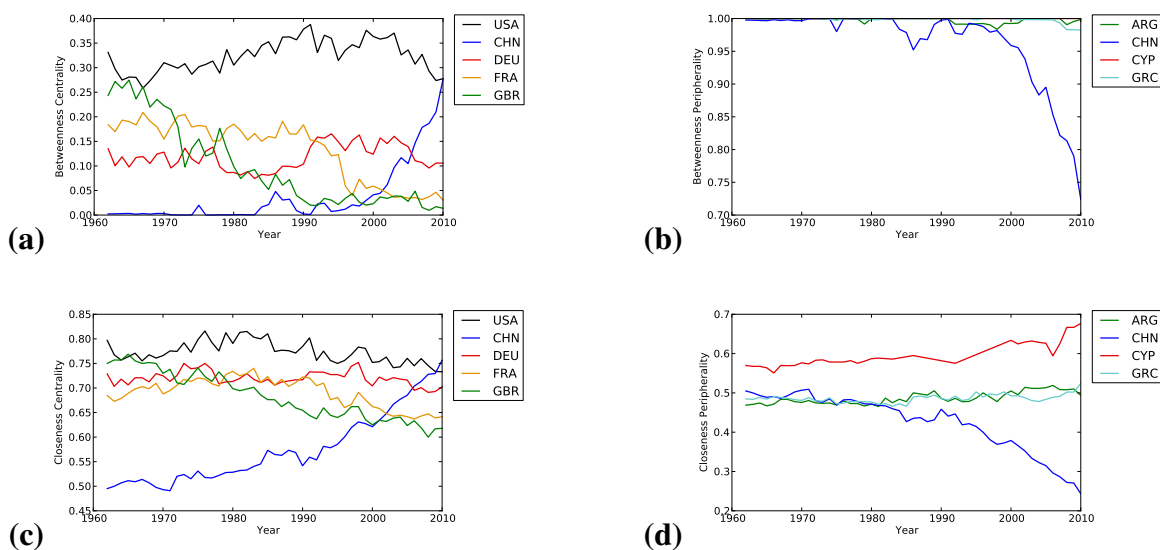 0.40
0.35
0.30
0.25
0.20
0.15
0.10
0.05
0.00
Betweenness Centrality
1960 1970 1980 1990 2000 2010
Year
USA
CHN
DEU
FRA
GBR
(a)
1.00
0.95
0.90
0.85
0.80
0.75
0.70
Betweenness Peripherality
1960 1970 1980 1990 2000 2010
Year
ARG
CHN
CYP
GRC
(b)
0.85
0.80
0.75
0.70
0.65
0.60
0.55
0.50
0.45
Closeness Centrality
1960 1970 1980 1990 2000 2010
Year
USA
CHN
DEU
FRA
GBR
(c)
0.7
0.6
0.5
0.4
0.3
0.2
Closeness Peripherality
1960 1970 1980 1990 2000 2010
Year
ARG
CHN
CYP
GRC
(d)